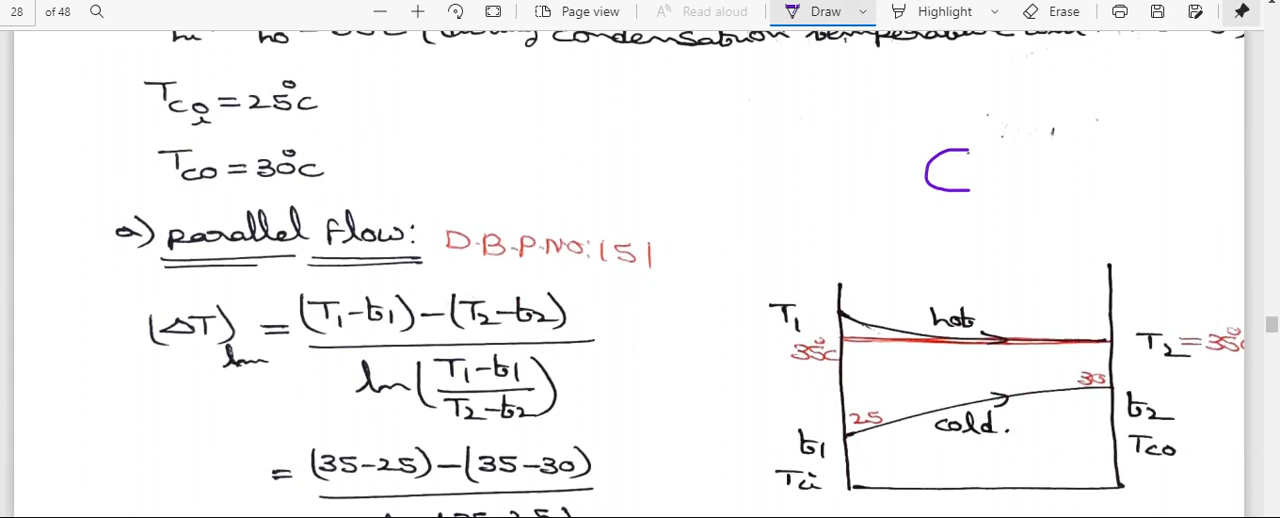 28 of 48 Page view Read aloud Draw Highlight Erase
Tci = 25°C
Tco = 30°C
a) parallel flow: D.B.P.NO:151
(ΔT)lm = (T1-t1)-(T2-t2)
ln(T1-t1
T2-t2)
= (35-25)-(35-30)
C
T1 hot
35°C T2 = 35°
25 30
cold. t2
t1 Tco
Tci